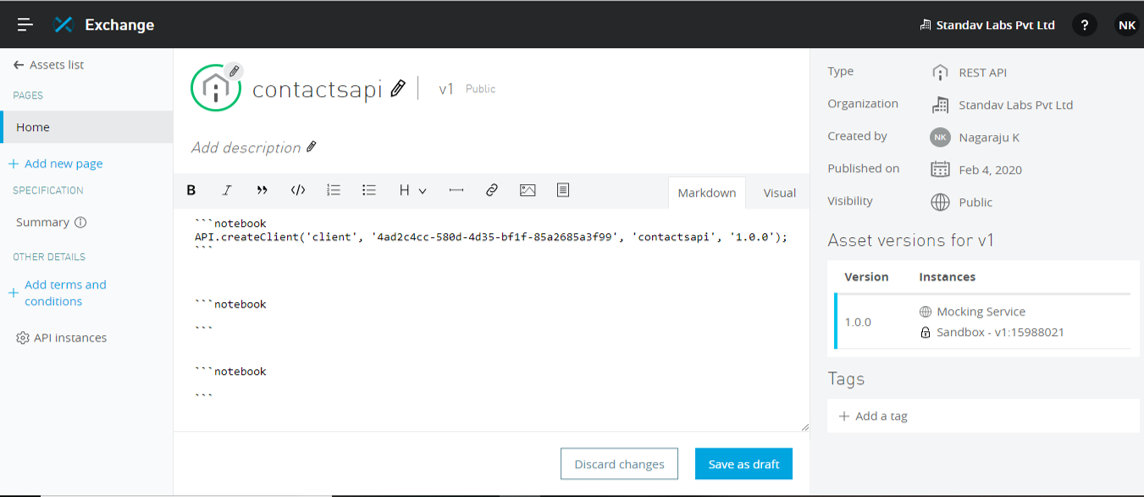 Exchange
Standav Labs Pvt Ltd
?
NK
Assets list
PAGES
Home
Add new page
SPECIFICATION
Summary
OTHER DETAILS
Add terms and
conditions
API instances
contactsapi
v1 Public
Add description
B I H
Markdown
Visual
```notebook
API.createClient('client', '4ad2c4cc-580d-4d35-bf1f-85a2685a3f99', 'contactsapi', '1.0.0');
```
```notebook
```
```notebook
```
Discard changes
Save as draft
Type REST API
Organization Standav Labs Pvt Ltd
Created by NK Nagaraju K
Published on Feb 4, 2020
Visibility Public
Asset versions for v1
Version Instances
1.0.0
Mocking Service
Sandbox - v1:15988021
Tags
+ Add a tag